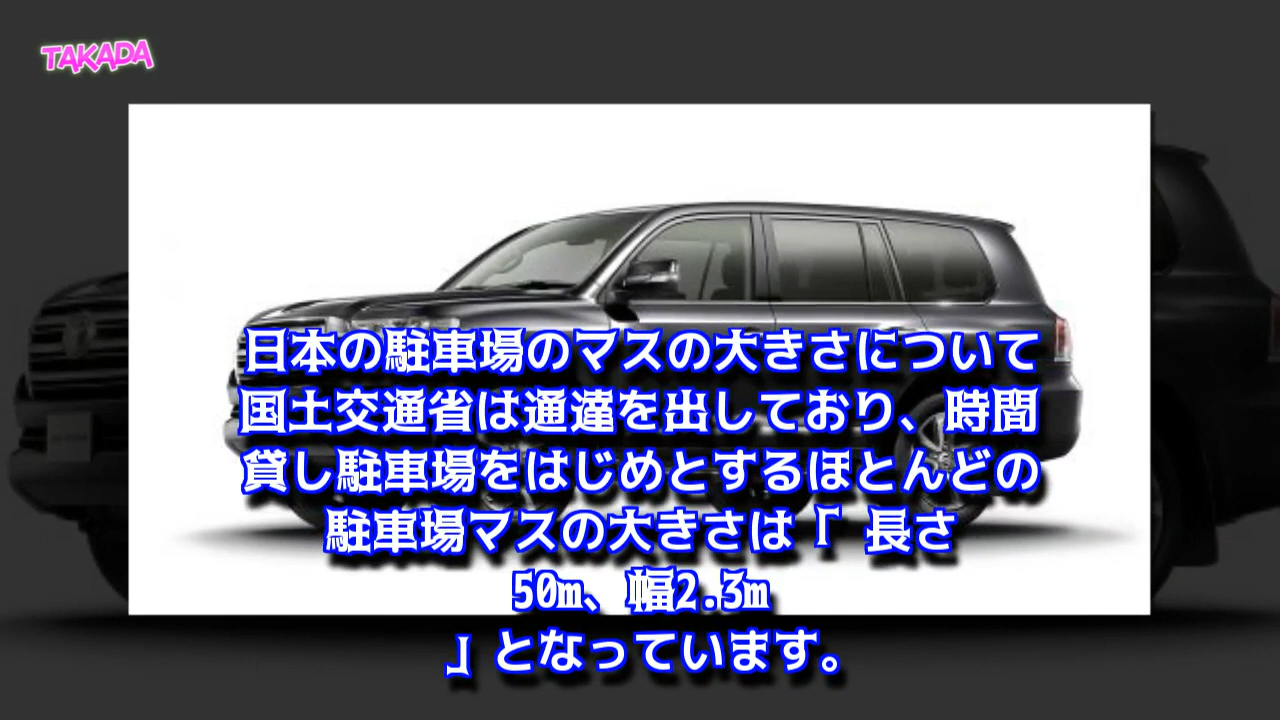 TAKADA
日本の駐車場のマスの大きさについて
国土交通省は通達を出しており、時間
貸し駐車場をはじめとするほとんどの
駐車場マスの大きさは「 長さ
50m、幅2.3m
」となっています。